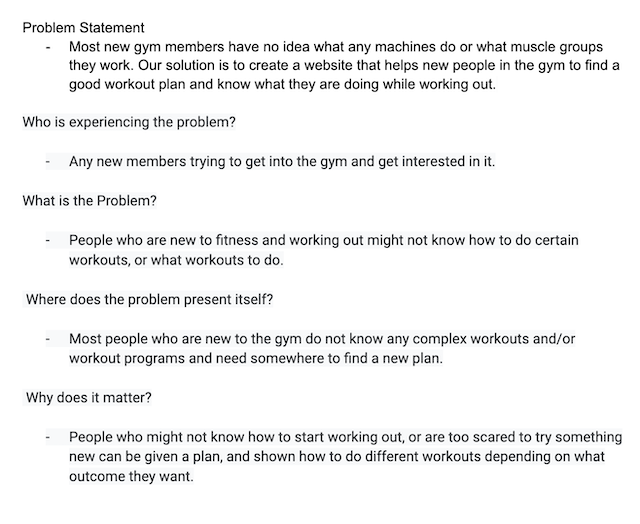 Problem Statement
- Most new gym members have no idea what any machines do or what muscle groups
they work. Our solution is to create a website that helps new people in the gym to find a
good workout plan and know what they are doing while working out.
Who is experiencing the problem?
- Any new members trying to get into the gym and get interested in it.
What is the Problem?
- People who are new to fitness and working out might not know how to do certain
workouts, or what workouts to do.
Where does the problem present itself?
- Most people who are new to the gym do not know any complex workouts and/or
workout programs and need somewhere to find a new plan.
Why does it matter?
- People who might not know how to start working out, or are too scared to try something
new can be given a plan, and shown how to do different workouts depending on what
outcome they want.